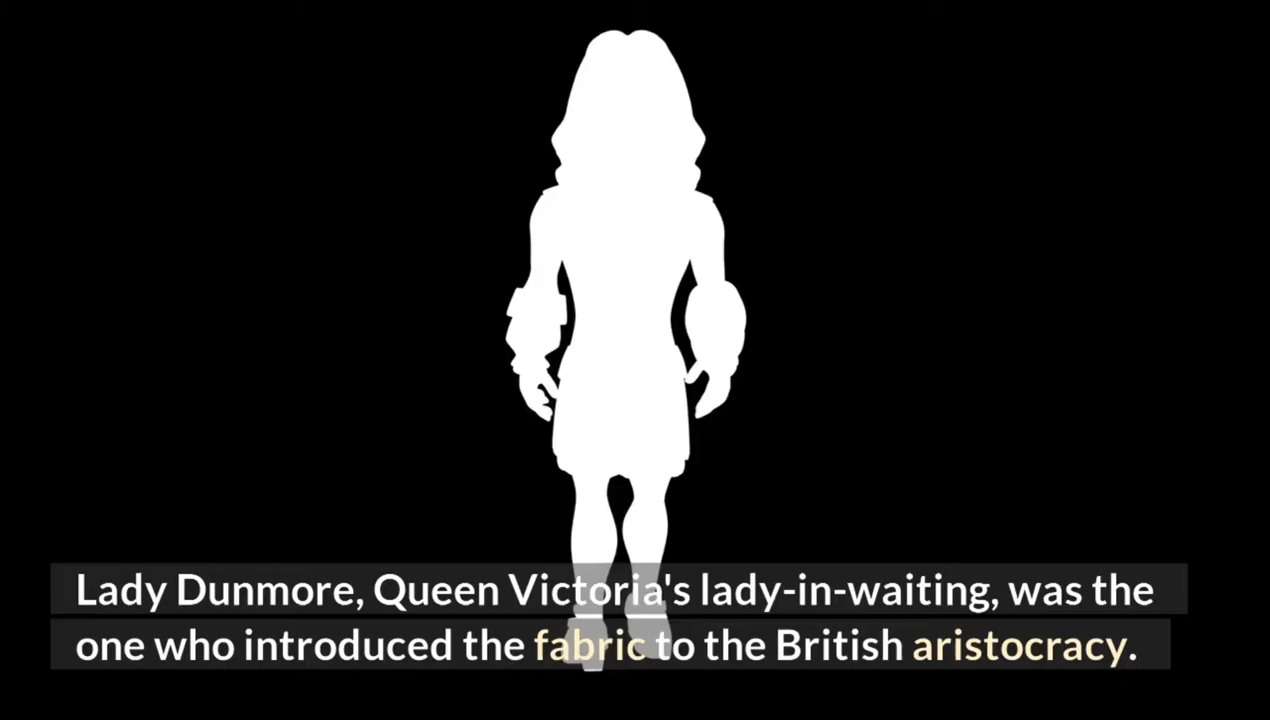 Lady Dunmore, Queen Victoria's lady-in-waiting, was the
one who introduced the fabric to the British aristocracy.